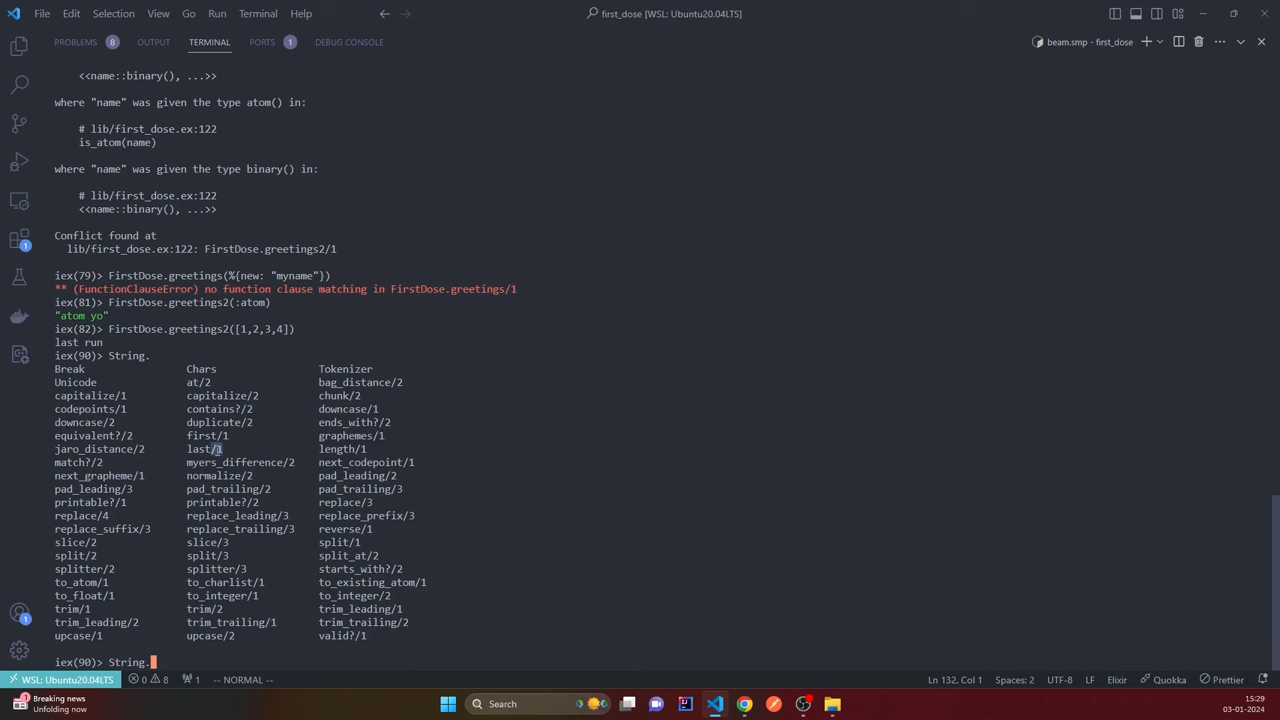 File Edit Selection View Go Run Terminal Help first_dose [WSL: Ubuntu20.04LTS]
PROBLEMS 8 OUTPUT TERMINAL PORTS 1 DEBUG CONSOLE beam.smp - first_dose
<<name::binary(), ...>>
where "name" was given the type atom() in:
# lib/first_dose.ex:122
is_atom(name)
where "name" was given the type binary() in:
# lib/first_dose.ex:122
<<name::binary(), ...>>
Conflict found at
lib/first_dose.ex:122: FirstDose.greetings2/1
iex(79)> FirstDose.greetings(%{new: "myname"})
** (FunctionClauseError) no function clause matching in FirstDose.greetings/1
iex(81)> FirstDose.greetings2(:atom)
"atom yo"
iex(82)> FirstDose.greetings2([1,2,3,4])
last run
iex(90)> String.
Break Chars Tokenizer
Unicode at/2 bag_distance/2
capitalize/1 capitalize/2 chunk/2
codepoints/1 contains?/2 downcase/1
downcase/2 duplicate/2 ends_with?/2
equivalent?/2 first/1 graphemes/1
jaro_distance/2 last/1 length/1
match?/2 myers_difference/2 next_codepoint/1
next_grapheme/1 normalize/2 pad_leading/2
pad_leading/3 pad_trailing/2 pad_trailing/3
printable?/1 printable?/2 replace/3
replace/4 replace_leading/3 replace_prefix/3
replace_suffix/3 replace_trailing/3 reverse/1
slice/2 slice/3 split/1
split/2 split/3 split_at/2
splitter/2 splitter/3 starts_with?/2
to_atom/1 to_charlist/1 to_existing_atom/1
to_float/1 to_integer/1 to_integer/2
trim/1 trim/2 trim_leading/1
trim_leading/2 trim_trailing/1 trim_trailing/2
upcase/1 upcase/2 valid?/1
iex(90)> String.
1
WSL: Ubuntu20.04LTS 0 8 1 -- NORMAL -- Ln 132, Col 1 Spaces: 2 UTF-8 LF Elixir Quokka Prettier
1 Breaking news
Unfolding now
Search
15:29
03-01-2024